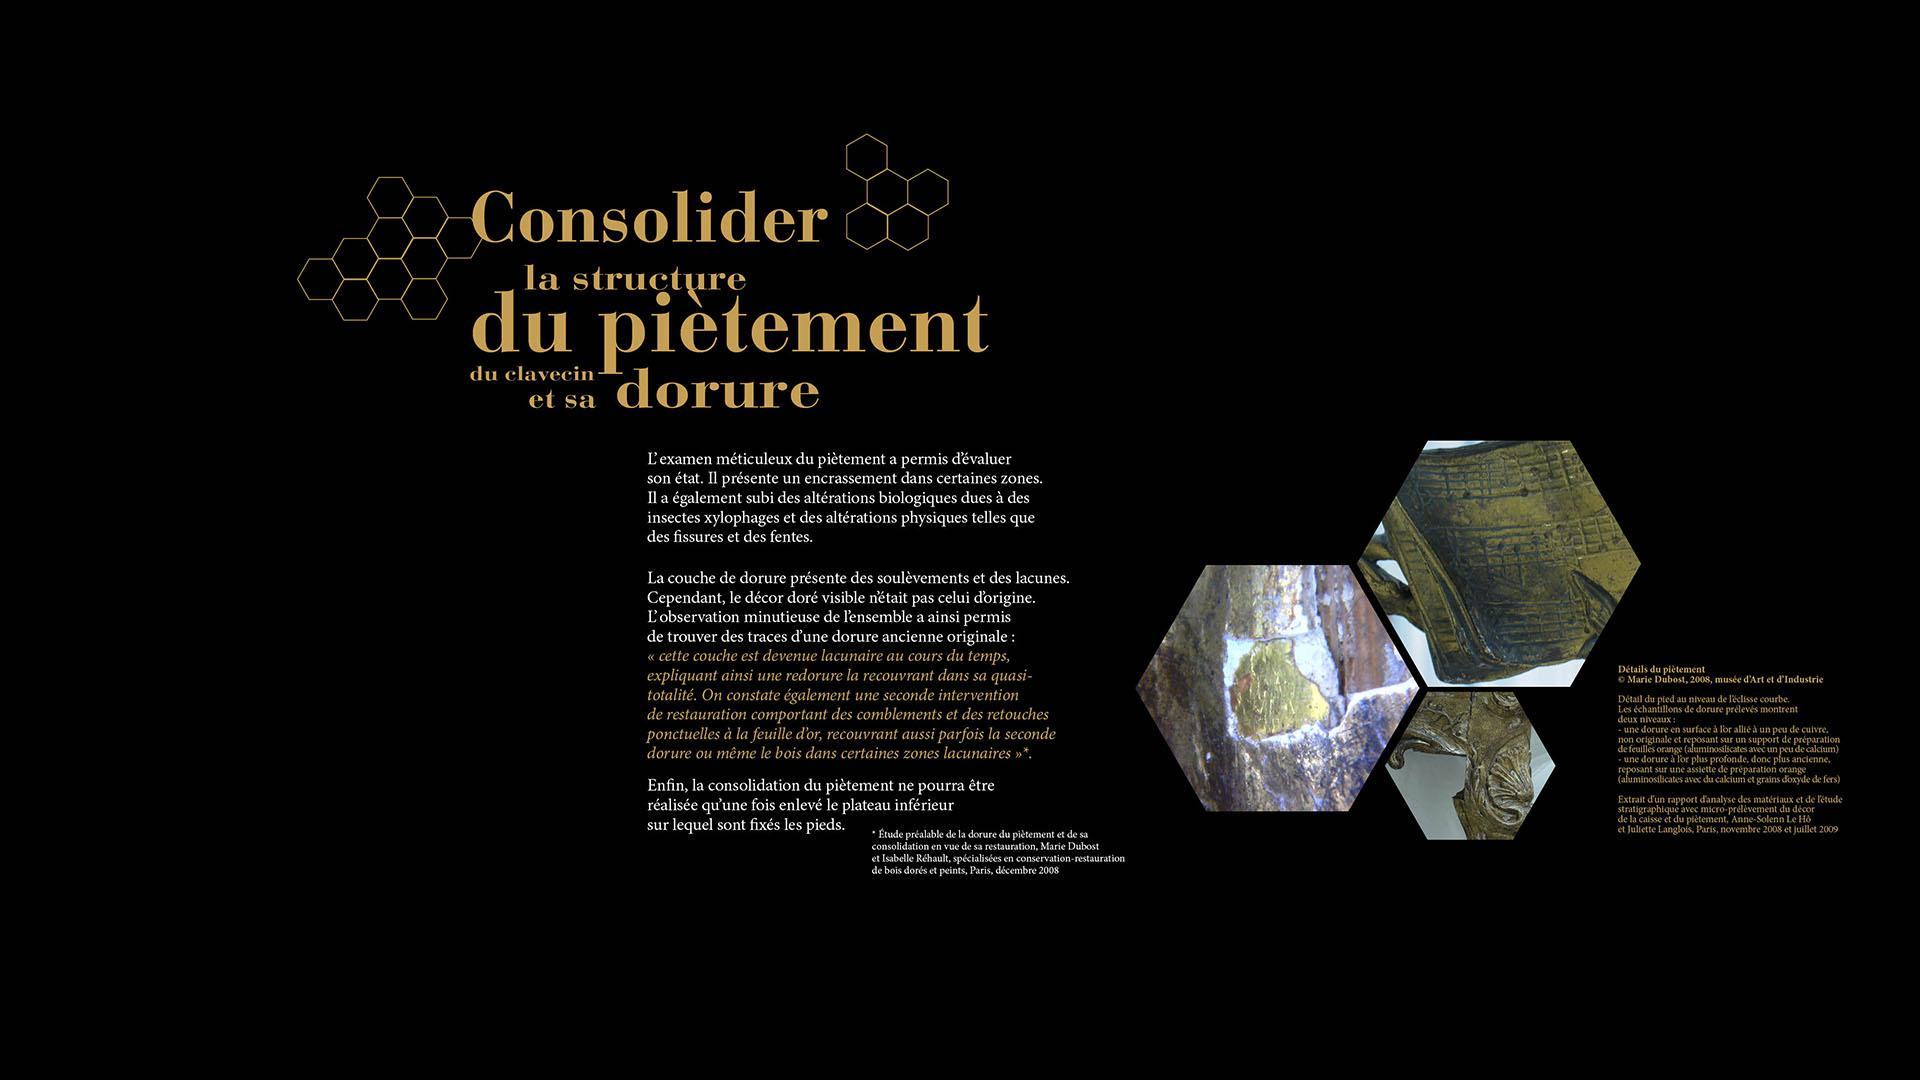 Consolider
la structure
du piètement
du clavecin
et sa dorure
L'examen méticuleux du piètement a permis d'évaluer
son état. Il présente un encrassement dans certaines zones.
Il a également subi des altérations biologiques dues à des
insectes xylophages et des altérations physiques telles que
des fissures et des fentes.
La couche de dorure présente des soulèvements et des lacunes.
Cependant, le décor doré visible n'était pas celui d'origine.
L'observation minutieuse de l'ensemble a ainsi permis
de trouver des traces d'une dorure ancienne originale :
« cette couche est devenue lacunaire au cours du temps,
expliquant ainsi une redorure la recouvrant dans sa quasi-
totalité. On constate également une seconde intervention
de restauration comportant des comblements et des retouches
ponctuelles à la feuille d'or, recouvrant aussi parfois la seconde
dorure ou même le bois dans certaines zones lacunaires »*.
Enfin, la consolidation du piètement ne pourra être
réalisée qu'une fois enlevé le plateau inférieur
sur lequel sont fixés les pieds.
* Étude préalable de la dorure du piètement et de sa
consolidation en vue de sa restauration, Marie Dubost
et Isabelle Réhault, spécialisées en conservation-restauration
de bois dorés et peints, Paris, décembre 2008
Détails du piètement
© Marie Dubost, 2008, musée d'Art et d'Industrie
Détail du pied au niveau de l'éclisse courbe.
Les échantillons de dorure prélevés montrent
deux niveaux :
- une dorure en surface à l'or allié à un peu de cuivre,
non originale et reposant sur un support de préparation
de feuilles orange (aluminosilicates avec un peu de calcium)
- une dorure à l'or plus profonde, donc plus ancienne,
reposant sur une assiette de préparation orange
(aluminosilicates avec du calcium et grains d'oxyde de fers)
Extrait d'un rapport d'analyse des matériaux et de l'étude
stratigraphique avec micro-prélèvement du décor
de la caisse et du piètement, Anne-Solenn Le Hô
et Juliette Langlois, Paris, novembre 2008 et juillet 2009